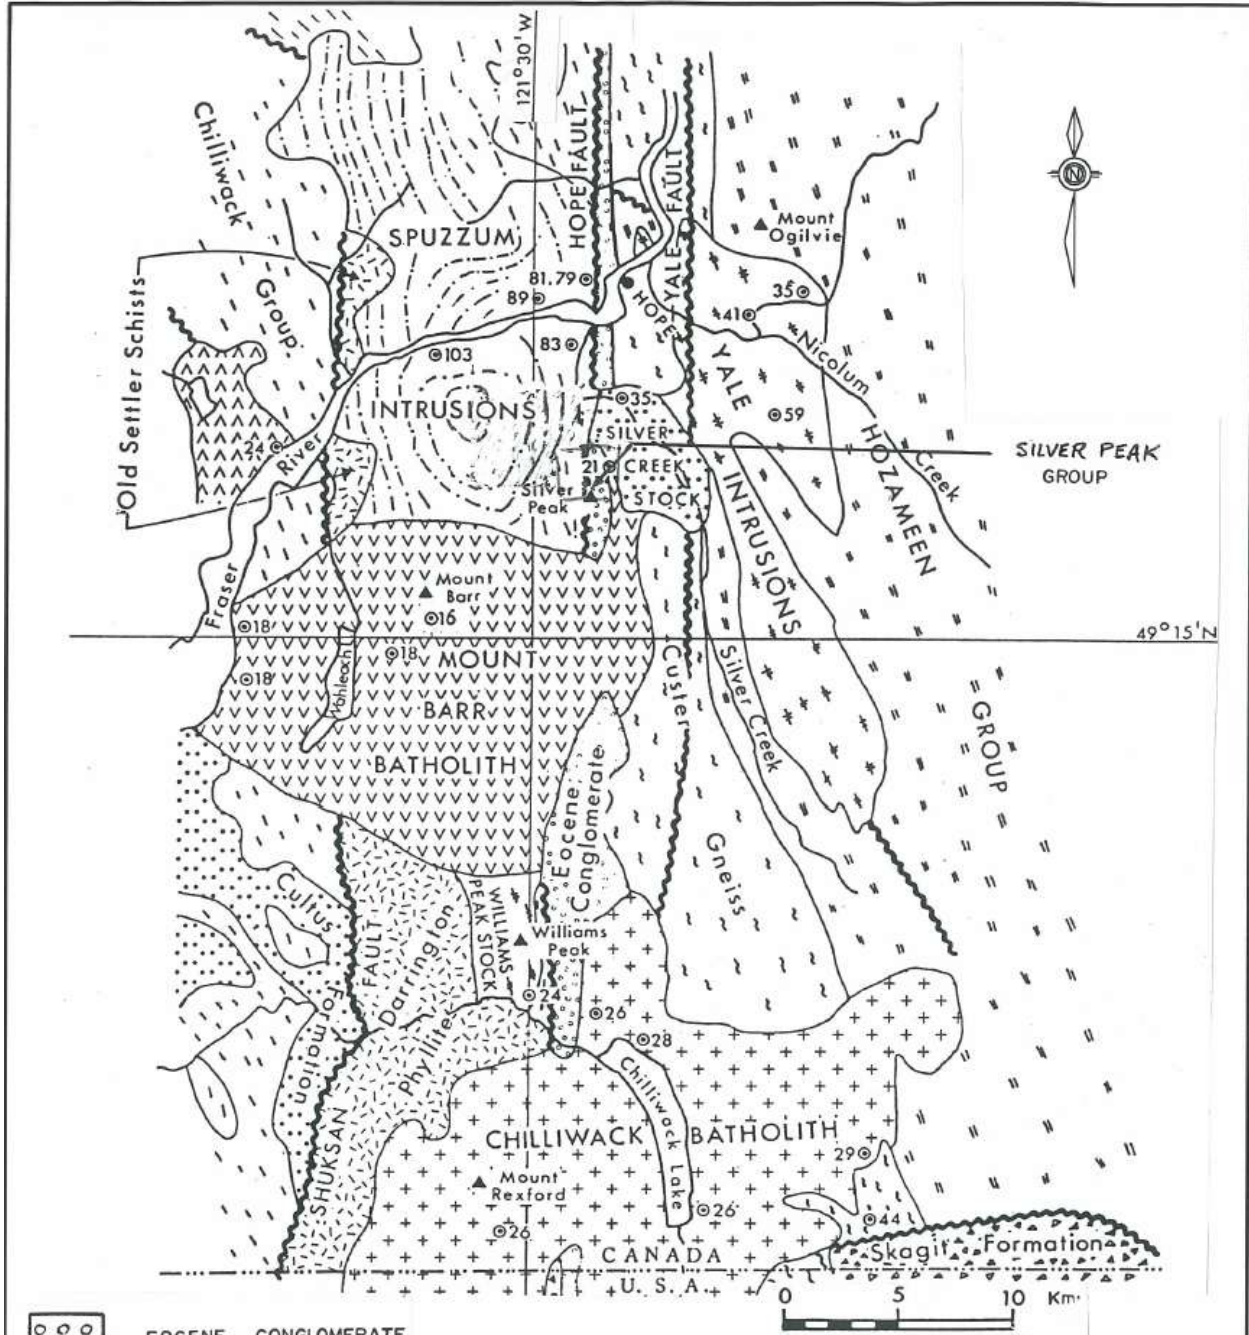 121°30'W
Chilliwack
Group
HOPE FAULT
YALE FAULT
Mount
Ogilvie
N
SPUZZUM
INTRUSIONS
Old Settler Schists
81.79
89
HOPE
35
41
83
103
Nicolum
Creek
YALE
INTRUSIONS
59
35
24
River
Fraser
SILVER
CREEK
STOCK
21
Silver
Peak
HOZAMEEN
GROUP
SILVER PEAK
GROUP
Mount
Barr
16
18
18
18
49°15'N
Wahleach L.
MOUNT
BARR
BATHOLITH
Custer
Gneiss
Silver Creek
Eocene
Conglomerate
Cultus
Formation
SHUKSAN
FAULT
Darrington
Phyllite
WILLIAMS
PEAK STOCK
Williams
Peak
24
26
28
Chilliwack Lake
CHILLIWACK
BATHOLITH
29
Mount
Rexford
26
26
44
CANADA
U.S.A.
Skagit Formation
0 5 10 Km.
EOCENE CONGLOMERATE